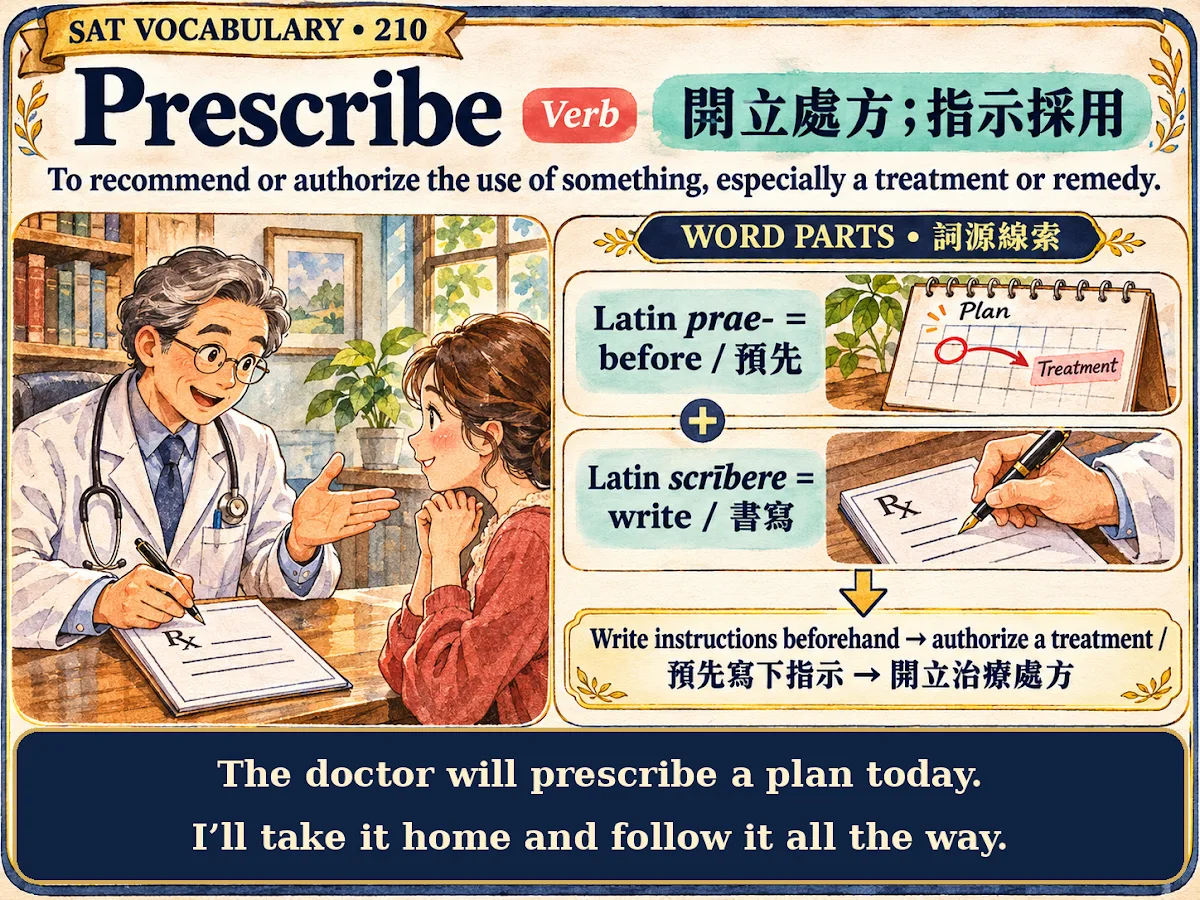 SAT VOCABULARY • 210
Prescribe
Verb
開立處方；指示採用
To recommend or authorize the use of something, especially a treatment or remedy.
WORD PARTS • 詞源線索
Latin prae- =
before / 預先
Plan
Treatment
+
Latin scrībere =
write / 書寫
Rx
Rx
Write instructions beforehand → authorize a treatment /
預先寫下指示 → 開立治療處方
The doctor will prescribe a plan today.
I’ll take it home and follow it all the way.